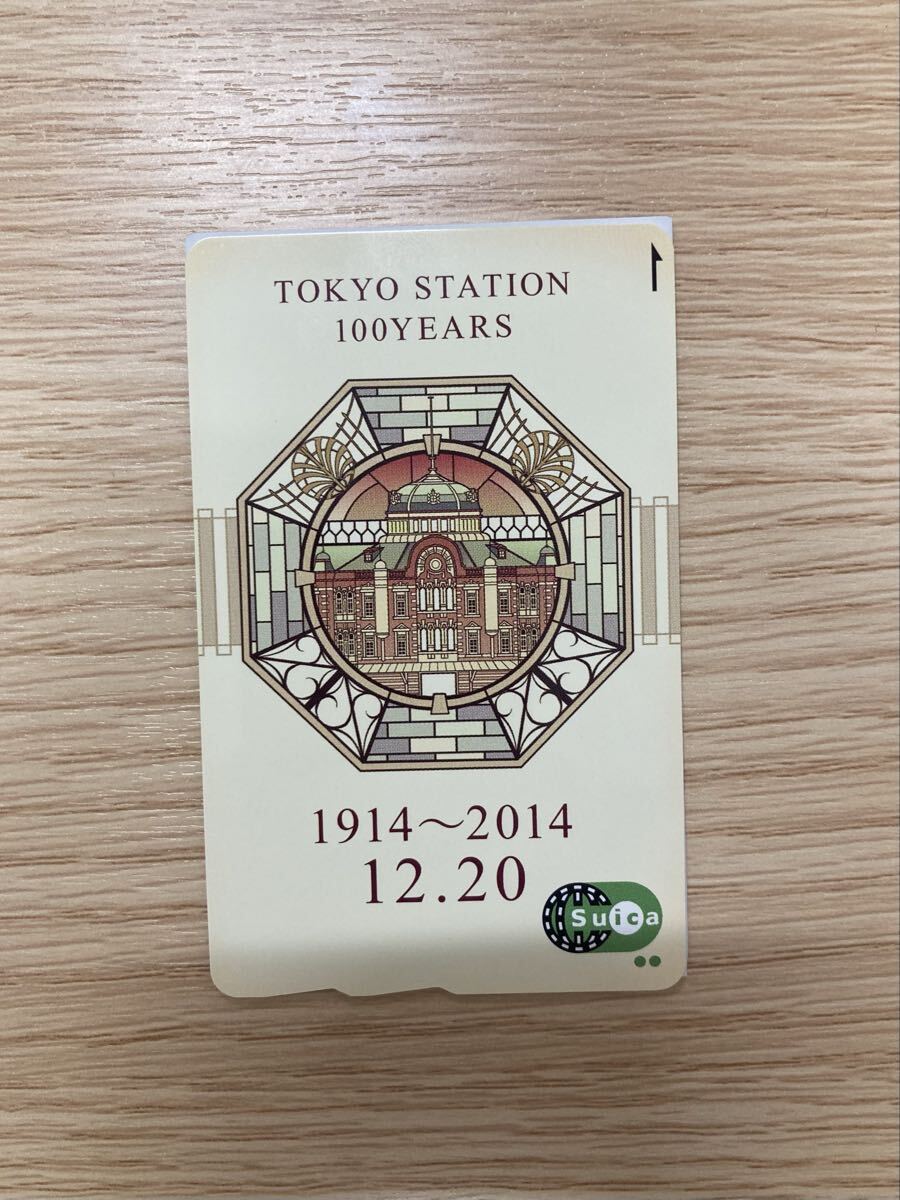 TOKYO STATION
100YEARS
1914～2014
12.20
Suica